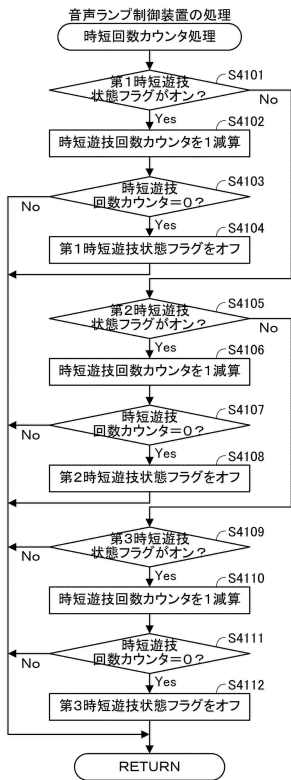 音声ランプ制御装置の処理
時短回数カウンタ処理
S4101
第1時短遊技
状態フラグがオン?
No
Yes
S4102
時短遊技回数カウンタを1減算
S4103
時短遊技
回数カウンター=0?
No
Yes
S4104
第1時短遊技状態フラグをオフ
S4105
第2時短遊技
状態フラグがオン?
No
Yes
S4106
時短遊技回数カウンタを1減算
S4107
時短遊技
回数カウンター=0?
No
Yes
S4108
第2時短遊技状態フラグをオフ
S4109
第3時短遊技
状態フラグがオン?
No
Yes
S4110
時短遊技回数カウンタを1減算
S4111
時短遊技
回数カウンター=0?
No
Yes
S4112
第3時短遊技状態フラグをオフ
RETURN